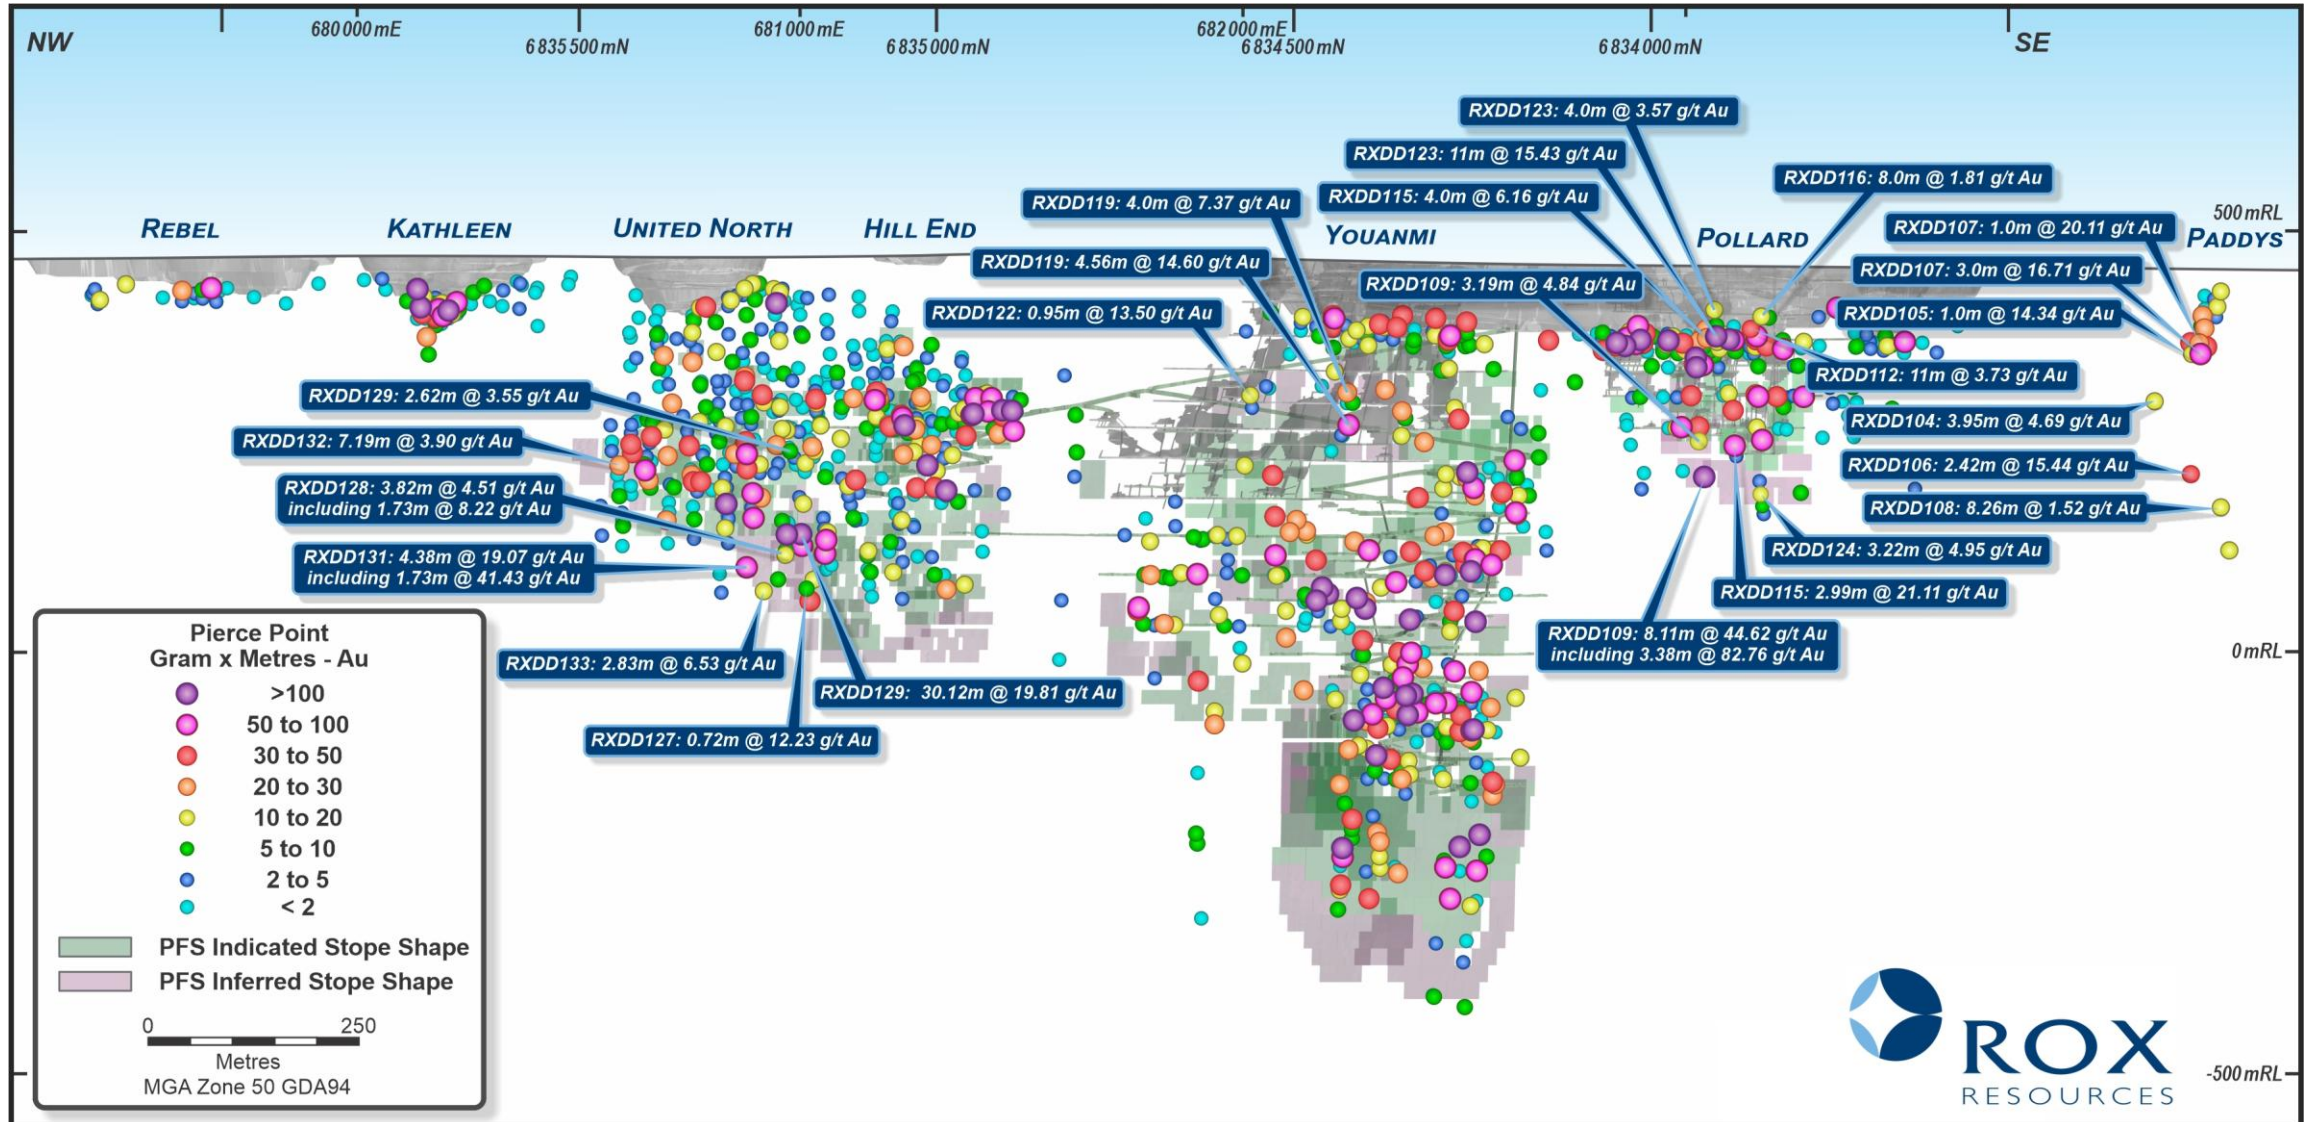 NW
680 000 mE
6 835 500 mN
681 000 mE
6 835 000 mN
682 000 mE
6 834 500 mN
6 834 000 mN
SE
RXDD123: 4.0m @ 3.57 g/t Au
RXDD123: 11m @ 15.43 g/t Au
RXDD116: 8.0m @ 1.81 g/t Au
RXDD115: 4.0m @ 6.16 g/t Au
RXDD119: 4.0m @ 7.37 g/t Au
500 mRL
REBEL
KATHLEEN
UNITED NORTH
HILL END
YOUANMI
POLLARD
RXDD107: 1.0m @ 20.11 g/t Au
PADDYS
RXDD119: 4.56m @ 14.60 g/t Au
RXDD107: 3.0m @ 16.71 g/t Au
RXDD109: 3.19m @ 4.84 g/t Au
RXDD122: 0.95m @ 13.50 g/t Au
RXDD105: 1.0m @ 14.34 g/t Au
RXDD112: 11m @ 3.73 g/t Au
RXDD129: 2.62m @ 3.55 g/t Au
RXDD104: 3.95m @ 4.69 g/t Au
RXDD132: 7.19m @ 3.90 g/t Au
RXDD106: 2.42m @ 15.44 g/t Au
RXDD128: 3.82m @ 4.51 g/t Au
including 1.73m @ 8.22 g/t Au
RXDD108: 8.26m @ 1.52 g/t Au
RXDD131: 4.38m @ 19.07 g/t Au
including 1.73m @ 41.43 g/t Au
RXDD124: 3.22m @ 4.95 g/t Au
RXDD115: 2.99m @ 21.11 g/t Au
RXDD109: 8.11m @ 44.62 g/t Au
including 3.38m @ 82.76 g/t Au
0 mRL
RXDD133: 2.83m @ 6.53 g/t Au
RXDD129: 30.12m @ 19.81 g/t Au
RXDD127: 0.72m @ 12.23 g/t Au
Pierce Point
Gram x Metres - Au
>100
50 to 100
30 to 50
20 to 30
10 to 20
5 to 10
2 to 5
< 2
PFS Indicated Stope Shape
PFS Inferred Stope Shape
0 250
Metres
MGA Zone 50 GDA94
-500 mRL
ROX
RESOURCES